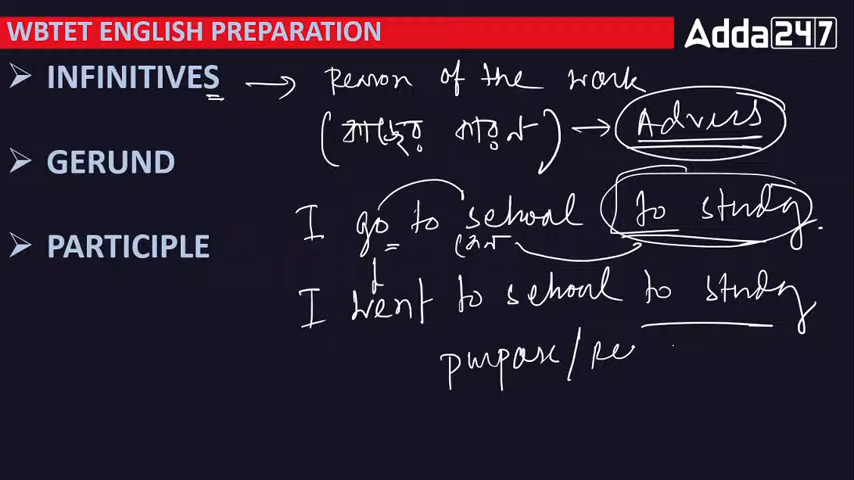 WBTET ENGLISH PREPARATION
Adda247
➤ INFINITIVES → reason of the work
(কাজের কারণ) → Adverb
➤ GERUND
I go to school to study.
কেন
➤ PARTICIPLE
I went to school to study
purpose/re